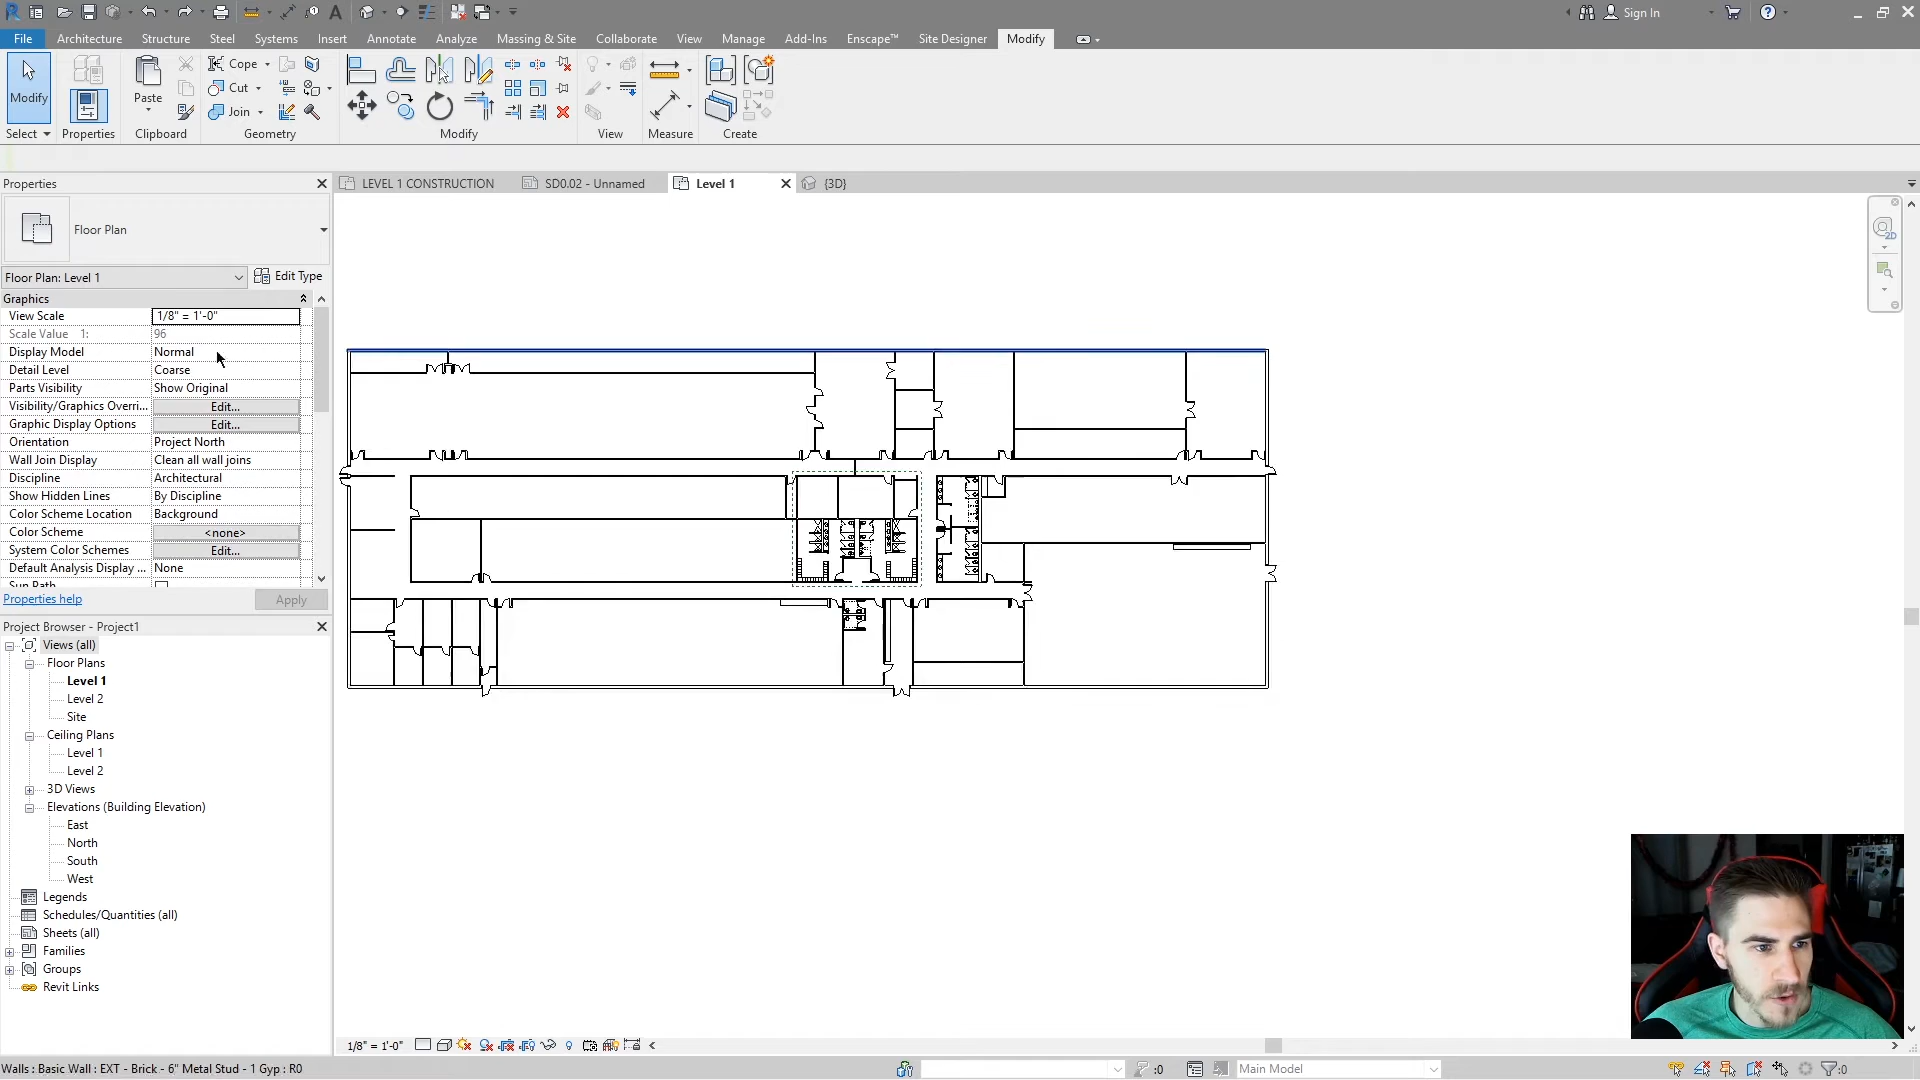 Sign In
File Architecture Structure Steel Systems Insert Annotate Analyze Massing & Site Collaborate View Manage Add-Ins Enscape™ Site Designer Modify
Modify
Paste
Cope
Cut
Join
Select Properties Clipboard Geometry Modify View Measure Create
Properties
LEVEL 1 CONSTRUCTION SD0.02 - Unnamed Level 1 {3D}
Floor Plan
Floor Plan: Level 1 Edit Type
Graphics
View Scale 1/8" = 1'-0"
Scale Value 1: 96
Display Model Normal
Detail Level Coarse
Parts Visibility Show Original
Visibility/Graphics Overri... Edit...
Graphic Display Options Edit...
Orientation Project North
Wall Join Display Clean all wall joins
Discipline Architectural
Show Hidden Lines By Discipline
Color Scheme Location Background
Color Scheme <none>
System Color Schemes Edit...
Default Analysis Display ... None
Sun Path
Properties help Apply
Project Browser - Project1
Views (all)
Floor Plans
Level 1
Level 2
Site
Ceiling Plans
Level 1
Level 2
3D Views
Elevations (Building Elevation)
East
North
South
West
Legends
Schedules/Quantities (all)
Sheets (all)
Families
Groups
Revit Links
2D
1/8" = 1'-0"
Walls : Basic Wall : EXT - Brick - 6" Metal Stud - 1 Gyp : R0
:0
Main Model
:0